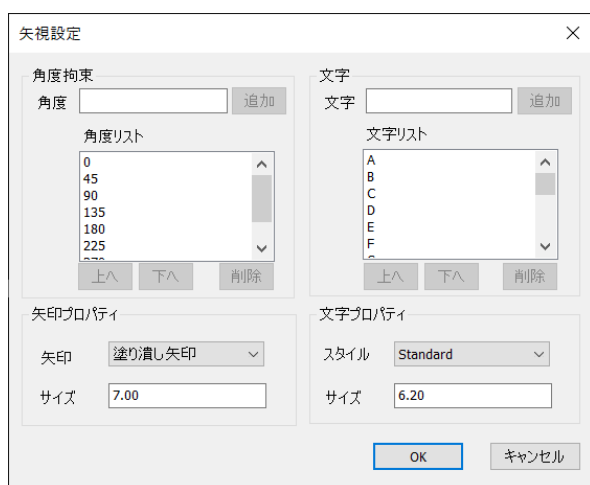 矢視設定
角度拘束
角度
追加
角度リスト
0
45
90
135
180
225
上へ
下へ
削除
文字
文字
追加
文字リスト
A
B
C
D
E
F
上へ
下へ
削除
矢印プロパティ
矢印
塗り潰し矢印
サイズ
7.00
文字プロパティ
スタイル
Standard
サイズ
6.20
OK
キャンセル